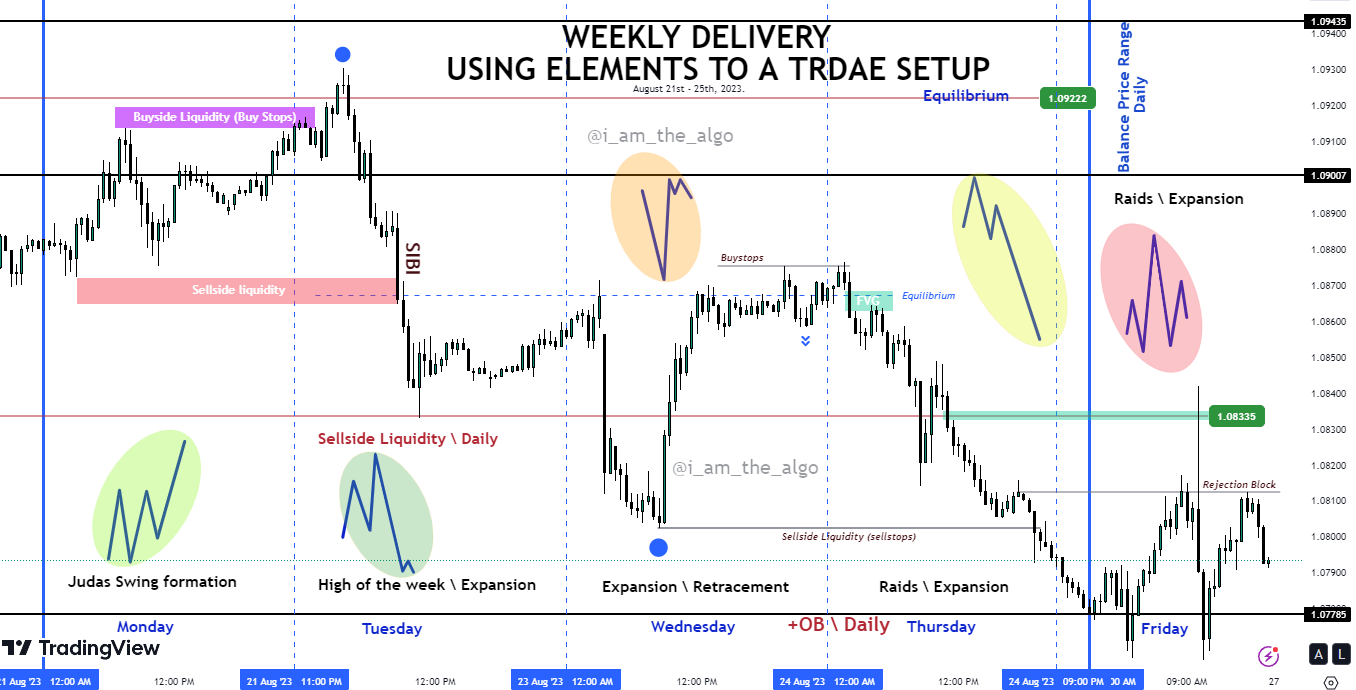 WEEKLY DELIVERY
USING ELEMENTS TO A TRDAE SETUP
August 21st - 25th, 2023.
Equilibrium
1.09222
Balance Price Range
Daily
Buyside Liquidity (Buy Stops)
@i_am_the_algo
Raids \ Expansion
SIBI
Buystops
Sellside liquidity
FVG
Equilibrium
1.08335
Sellside Liquidity \ Daily
@i_am_the_algo
Rejection Block
Sellside Liquidity (sellstops)
Judas Swing formation
High of the week \ Expansion
Expansion \ Retracement
Raids \ Expansion
Monday
Tuesday
Wednesday
+OB \ Daily
Thursday
Friday
TradingView
1.09435
1.09400
1.09300
1.09200
1.09100
1.09007
1.08900
1.08800
1.08700
1.08600
1.08500
1.08400
1.08300
1.08200
1.08100
1.08000
1.07900
1.07785
A L
21 Aug '23 12:00 AM
12:00 PM
21 Aug '23 11:00 PM
12:00 PM
23 Aug '23 12:00 AM
12:00 PM
24 Aug '23 12:00 AM
12:00 PM
24 Aug '23 09:00 PM
00 AM
09:00 AM
27